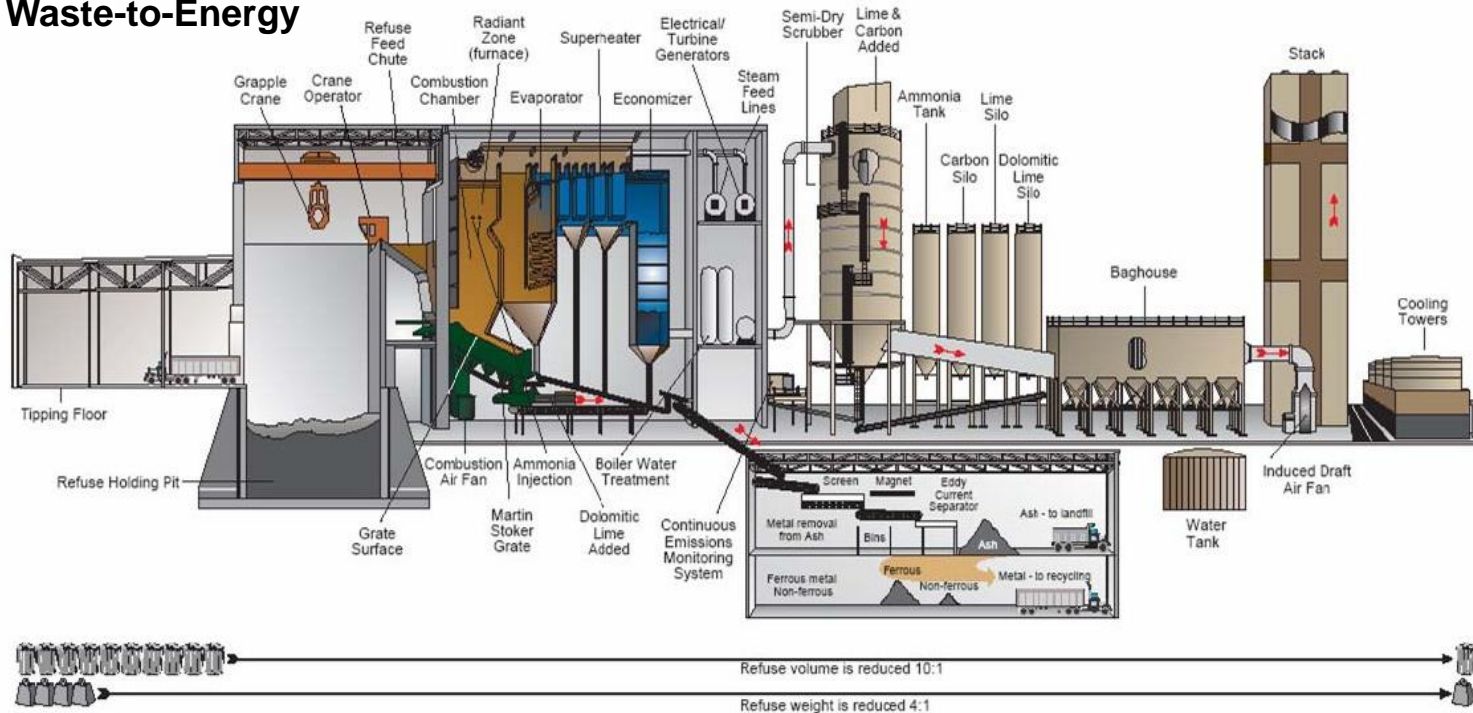 Waste-to-Energy
Grapple
Crane
Crane
Operator
Refuse
Feed
Chute
Combustion
Chamber
Radiant
Zone
(furnace)
Evaporator
Superheater
Economizer
Electrical/
Turbine
Generators
Steam
Feed
Lines
Semi-Dry
Scrubber
Lime &
Carbon
Added
Ammonia
Tank
Carbon
Silo
Lime
Silo
Dolomitic
Lime
Silo
Baghouse
Stack
Cooling
Towers
Tipping Floor
Refuse Holding Pit
Grate
Surface
Combustion
Air Fan
Martin
Stoker
Grate
Ammonia
Injection
Dolomitic
Lime
Added
Boiler Water
Treatment
Continuous
Emissions
Monitoring
System
Screen
Magnet
Eddy
Current
Separator
Metal removal
from Ash
Bins
Ash
Ash - to landfill
Ferrous metal
Non-ferrous
Ferrous
Non-ferrous
Metal - to recycling
Water
Tank
Induced Draft
Air Fan
Refuse volume is reduced 10:1
Refuse weight is reduced 4:1